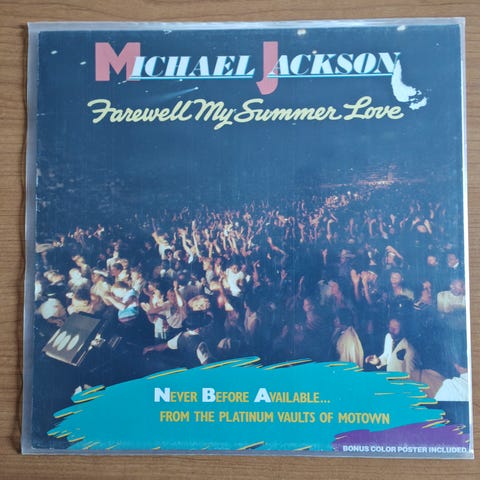 MICHAEL JACKSON
Farewell My Summer Love
NEVER BEFORE AVAILABLE...
FROM THE PLATINUM VAULTS OF MOTOWN
BONUS COLOR POSTER INCLUDED